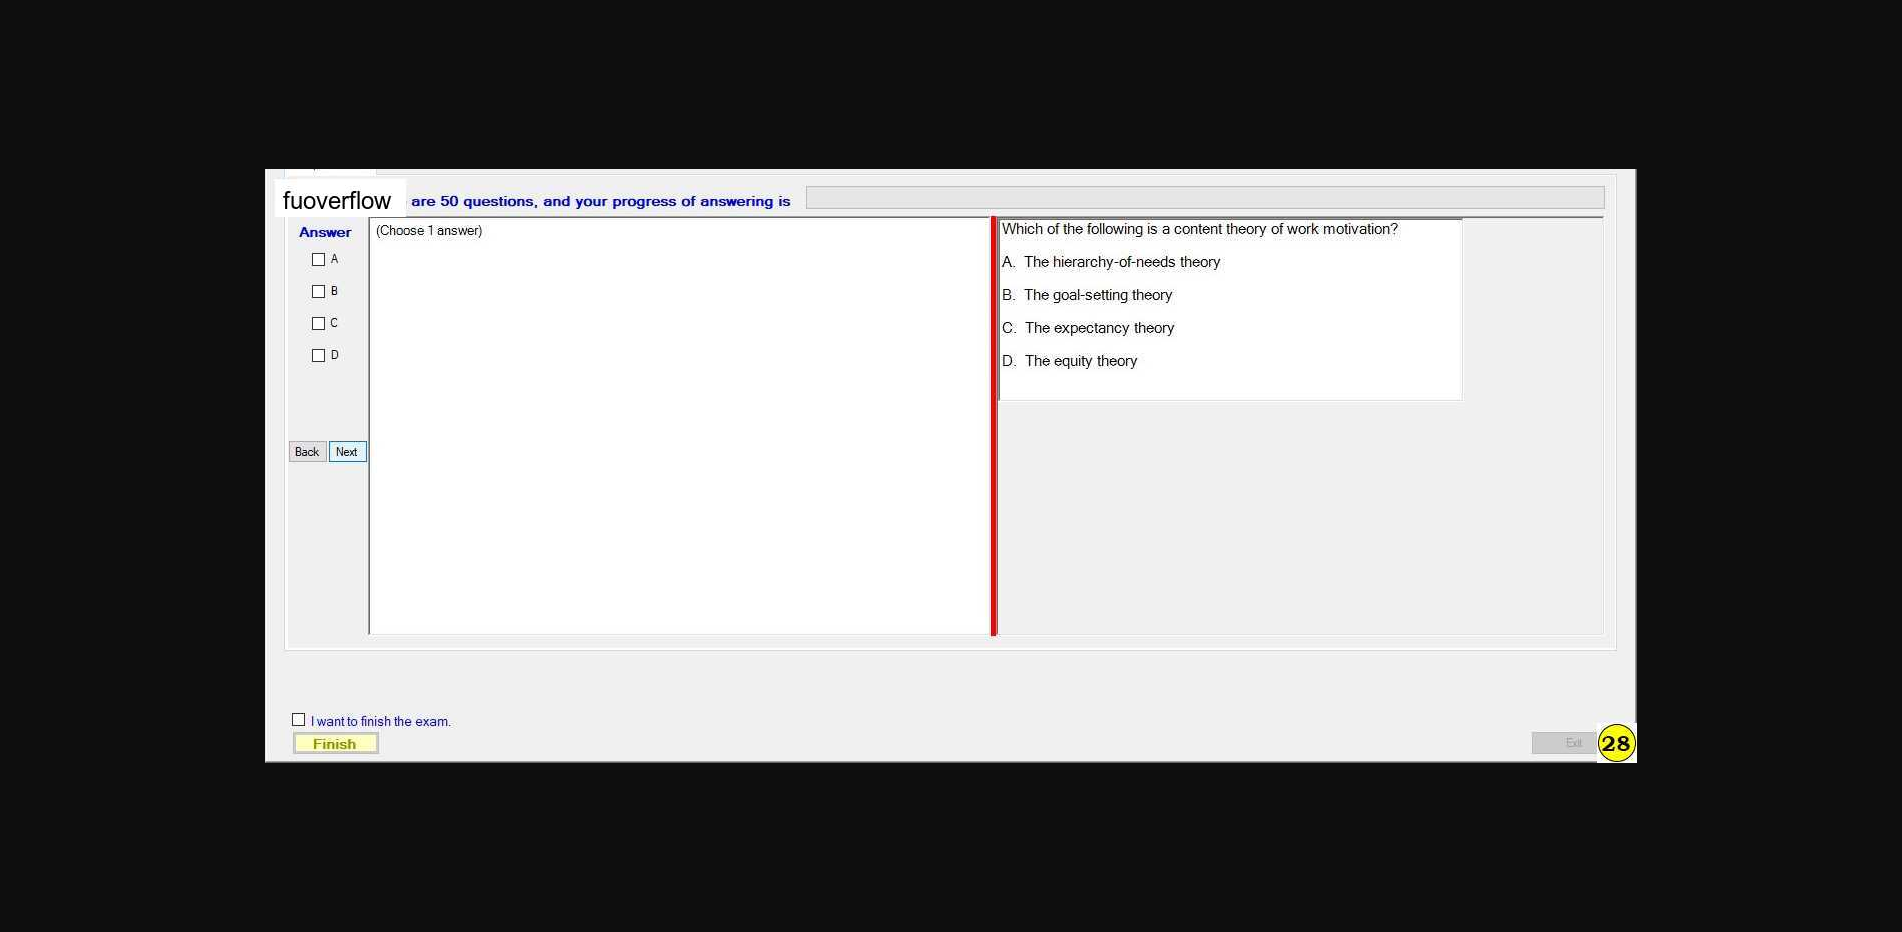 fuoverflow are 50 questions, and your progress of answering is
Answer
(Choose 1 answer)
A
B
C
D
Back Next
Which of the following is a content theory of work motivation?
A. The hierarchy-of-needs theory
B. The goal-setting theory
C. The expectancy theory
D. The equity theory
I want to finish the exam.
Finish
Exit
28